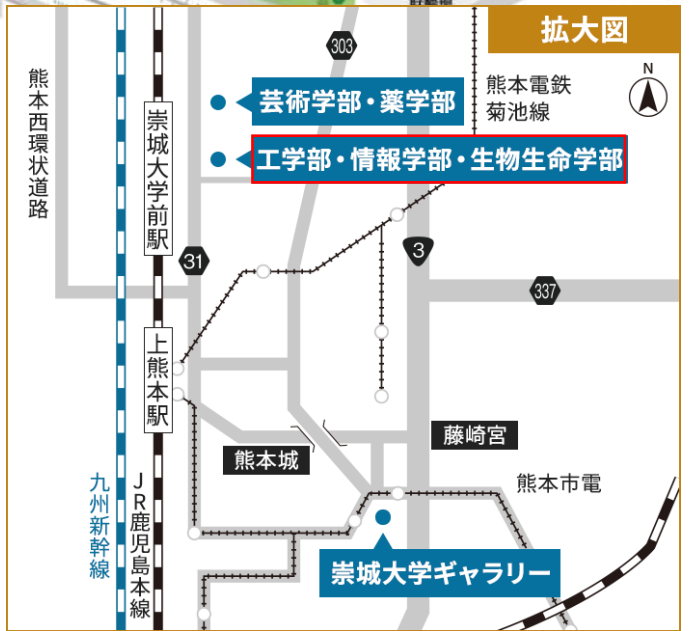 拡大図
303
N
熊本電鉄
菊池線
芸術学部・薬学部
工学部・情報学部・生物生命学部
熊本西環状道路
崇城大学前駅
31
3
337
上熊本駅
藤崎宮
熊本城
熊本市電
九州新幹線
JR鹿児島本線
崇城大学ギャラリー